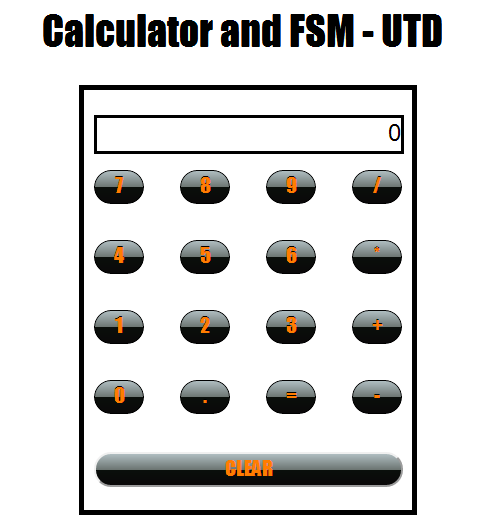 Calculator and FSM - UTD
0
7 8 9 /
4 5 6 *
1 2 3 +
0 . = -
CLEAR